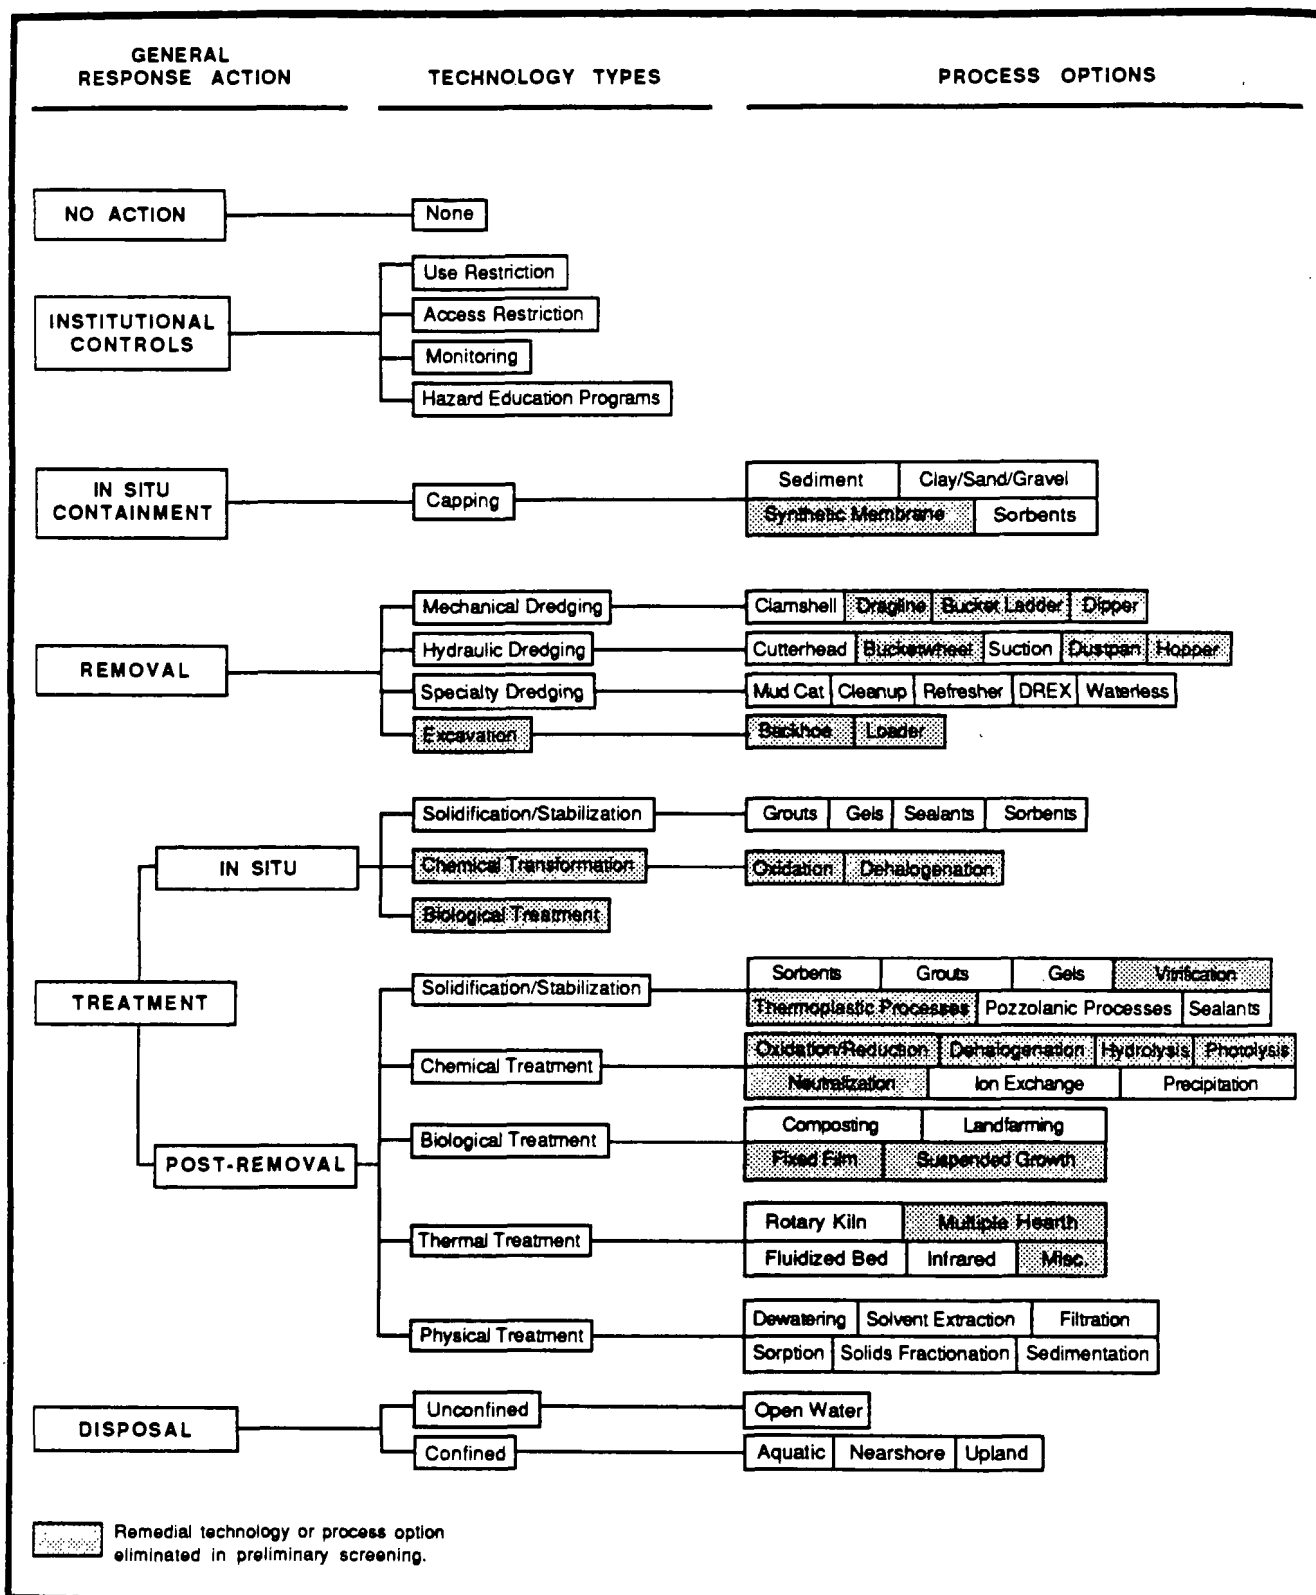 GENERAL
RESPONSE ACTION
TECHNOLOGY TYPES
PROCESS OPTIONS
NO ACTION
None
INSTITUTIONAL
CONTROLS
Use Restriction
Access Restriction
Monitoring
Hazard Education Programs
IN SITU
CONTAINMENT
Capping
Sediment Clay/Sand/Gravel
Synthetic Membrane Sorbents
REMOVAL
Mechanical Dredging
Clamshell Dragline Bucket Ladder Dipper
Hydraulic Dredging
Cutterhead Bucketwheel Suction Dustpan Hopper
Specialty Dredging
Mud Cat Cleanup Refresher DREX Waterless
Excavation
Backhoe Loader
TREATMENT
IN SITU
Solidification/Stabilization
Grouts Gels Sealants Sorbents
Chemical Transformation
Oxidation Dehalogenation
Biological Treatment
POST-REMOVAL
Solidification/Stabilization
Sorbents Grouts Gels Vitrification
Thermoplastic Processes Pozzolanic Processes Sealants
Chemical Treatment
Oxidation/Reduction Dehalogenation Hydrolysis Photolysis
Neutralization Ion Exchange Precipitation
Biological Treatment
Composting Landfarming
Fixed Film Suspended Growth
Thermal Treatment
Rotary Kiln Multiple Hearth
Fluidized Bed Infrared Misc.
Physical Treatment
Dewatering Solvent Extraction Filtration
Sorption Solids Fractionation Sedimentation
DISPOSAL
Unconfined
Open Water
Confined
Aquatic Nearshore Upland
Remedial technology or process option
eliminated in preliminary screening.